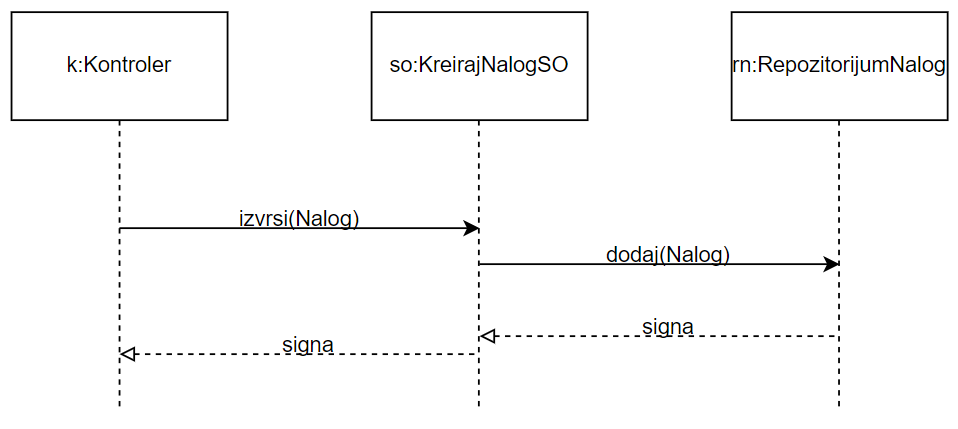 k:Kontroler
so:KreirajNalogSO
rn:RepozitorijumNalog
izvrsi(Nalog)
dodaj(Nalog)
signa
signa